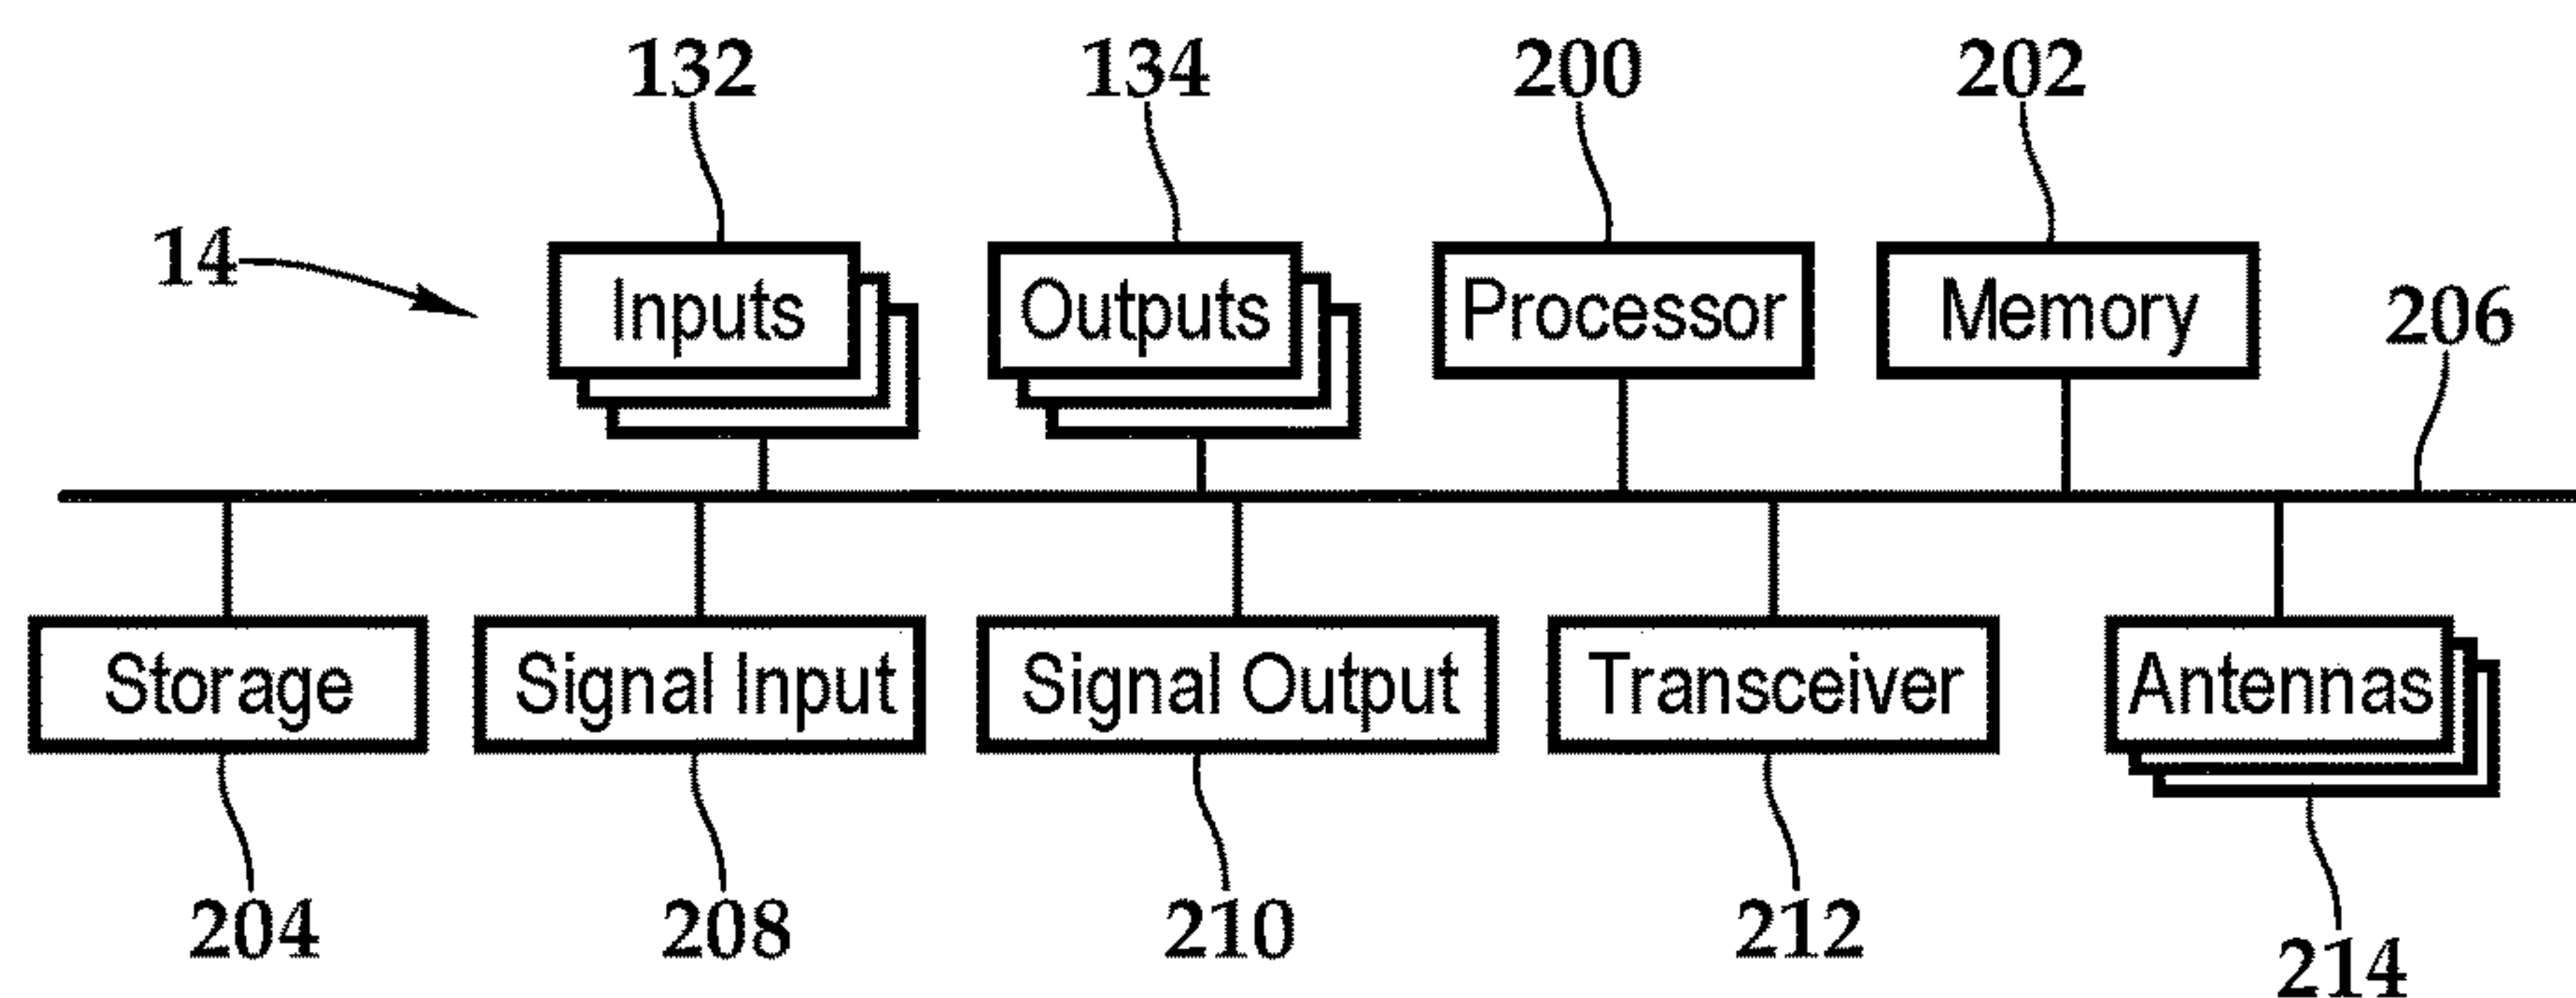 132 134 200 202
14
Inputs Outputs Processor Memory
206
Storage Signal Input Signal Output Transceiver Antennas
204 208 210 212
214